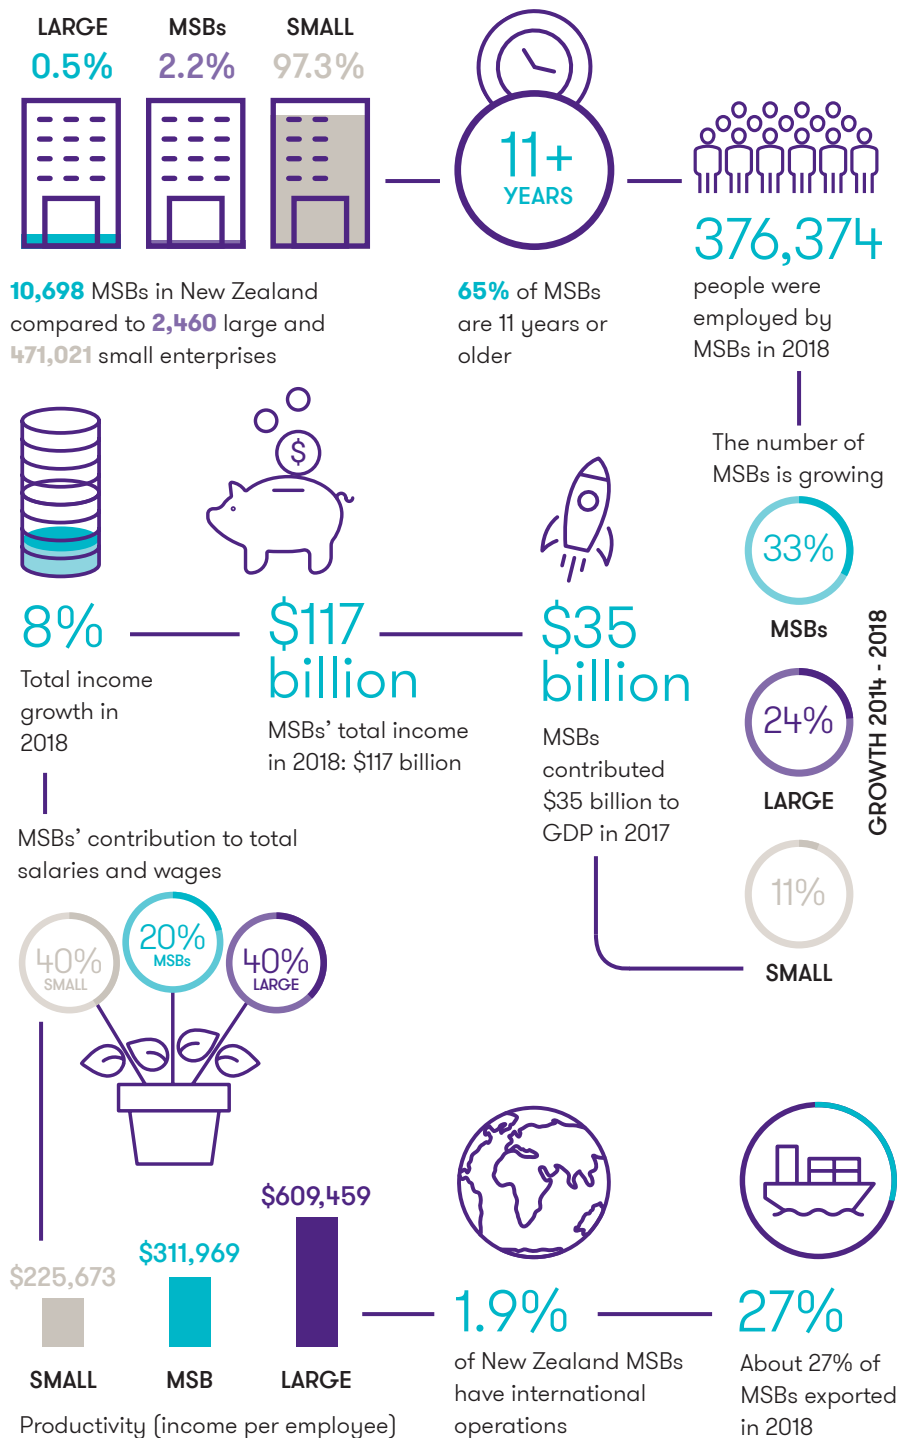 LARGE
0.5%
MSBs
2.2%
SMALL
97.3%
10,698 MSBs in New Zealand
compared to 2,460 large and
471,021 small enterprises
11+
YEARS
65% of MSBs
are 11 years or
older
376,374
people were
employed by
MSBs in 2018
The number of
MSBs is growing
33%
MSBs
24%
LARGE
11%
SMALL
GROWTH 2014 - 2018
$
8%
Total income
growth in
2018
$117
billion
MSBs’ total income
in 2018: $117 billion
$35
billion
MSBs
contributed
$35 billion to
GDP in 2017
MSBs’ contribution to total
salaries and wages
40%
SMALL
20%
MSBs
40%
LARGE
$225,673
SMALL
$311,969
MSB
$609,459
LARGE
Productivity (income per employee)
1.9%
of New Zealand MSBs
have international
operations
27%
About 27% of
MSBs exported
in 2018